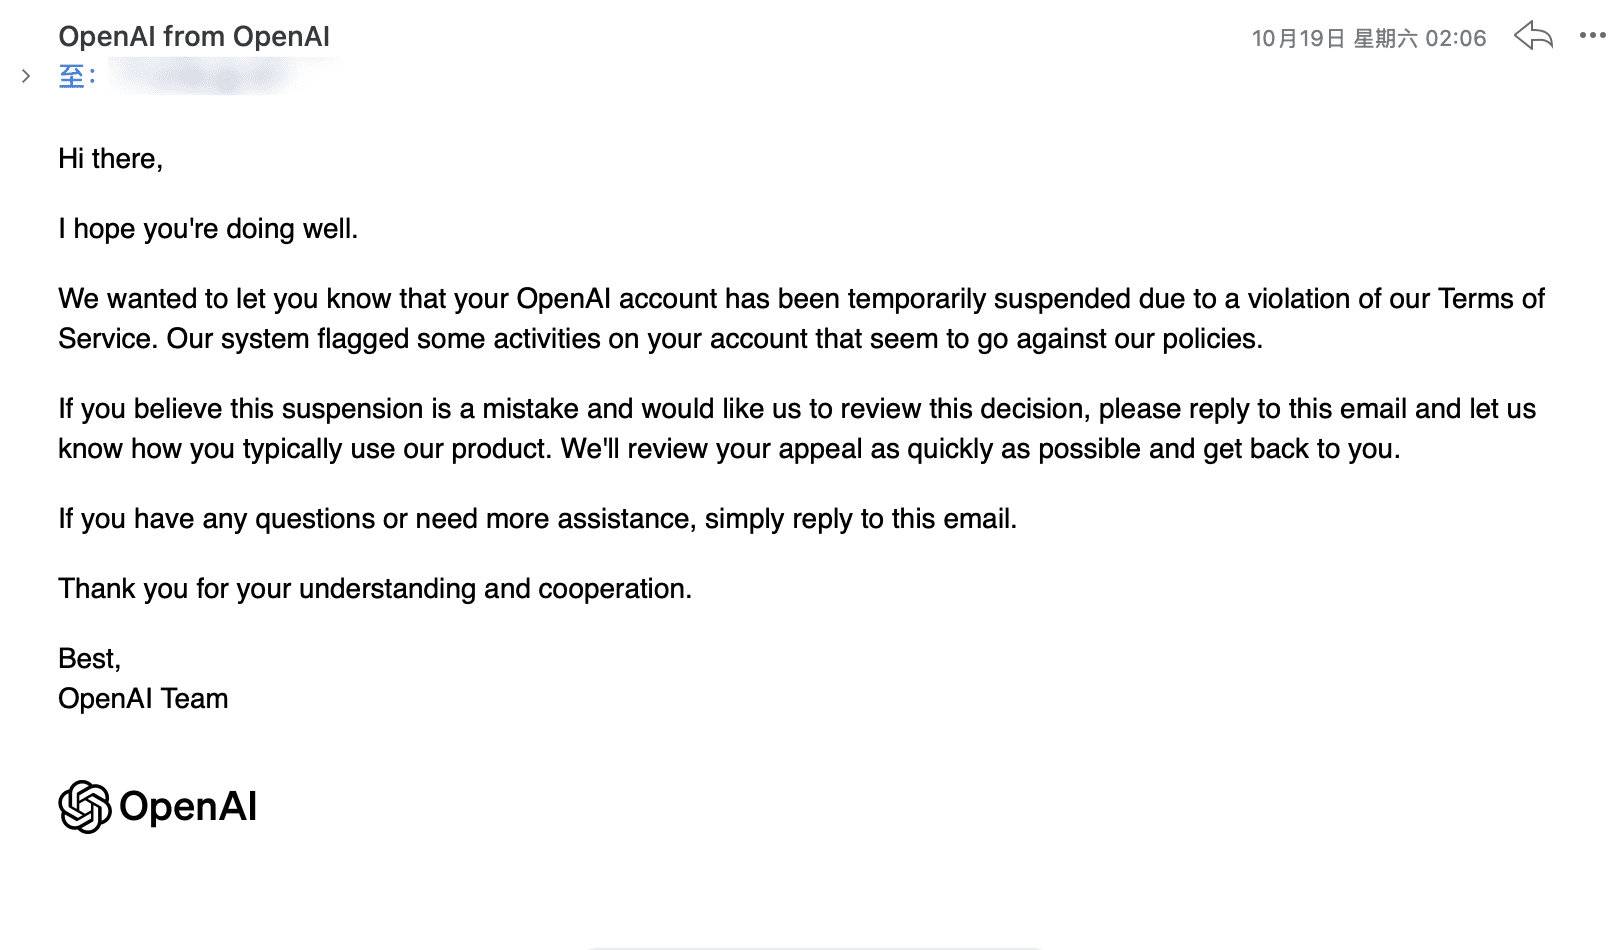 OpenAI from OpenAI
10月19日 星期六 02:06
至：
Hi there,
I hope you're doing well.
We wanted to let you know that your OpenAI account has been temporarily suspended due to a violation of our Terms of
Service. Our system flagged some activities on your account that seem to go against our policies.
If you believe this suspension is a mistake and would like us to review this decision, please reply to this email and let us
know how you typically use our product. We'll review your appeal as quickly as possible and get back to you.
If you have any questions or need more assistance, simply reply to this email.
Thank you for your understanding and cooperation.
Best,
OpenAI Team
OpenAI